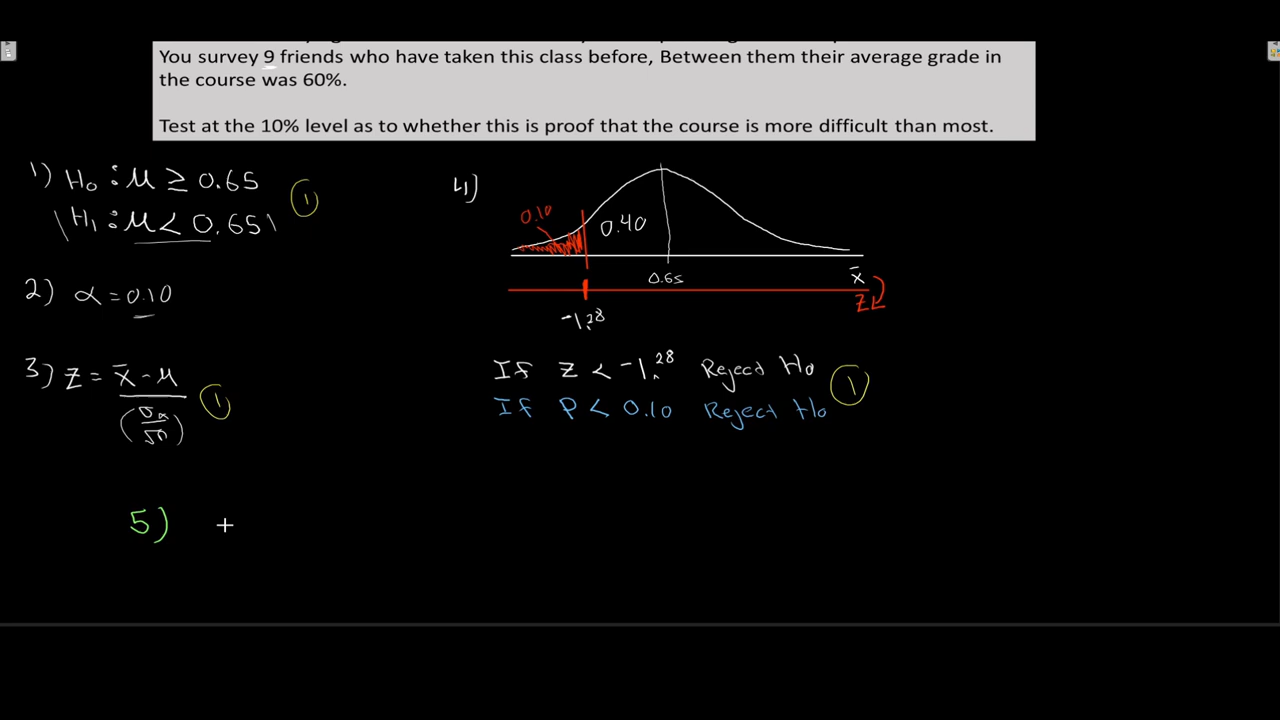 You survey 9 friends who have taken this class before, Between them their average grade in
the course was 60%.
Test at the 10% level as to whether this is proof that the course is more difficult than most.
1) H₀ : μ ≥ 0.65
H₁ : μ < 0.65
①
2) α = 0.10
3) z = x̄ - μ / (σx/√n)
①
4)
0.10
0.40
0.65
x̄
z
-1.28
If z < -1.28 Reject H₀
If P < 0.10 Reject H₀
①
5)